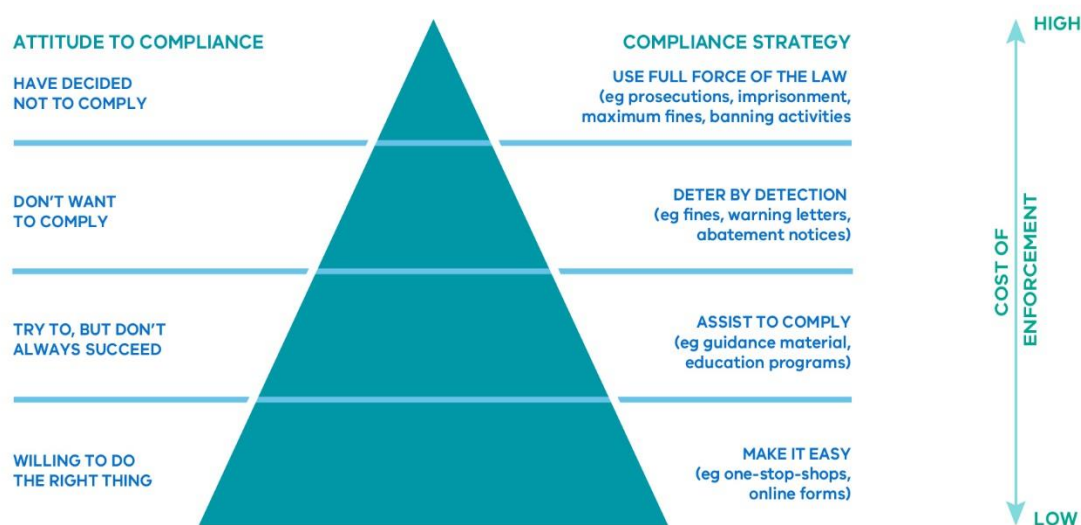 ATTITUDE TO COMPLIANCE
HAVE DECIDED
NOT TO COMPLY
DON'T WANT
TO COMPLY
TRY TO, BUT DON'T
ALWAYS SUCCEED
WILLING TO DO
THE RIGHT THING
COMPLIANCE STRATEGY
USE FULL FORCE OF THE LAW
(eg prosecutions, imprisonment,
maximum fines, banning activities
DETER BY DETECTION
(eg fines, warning letters,
abatement notices)
ASSIST TO COMPLY
(eg guidance material,
education programs)
MAKE IT EASY
(eg one-stop-shops,
online forms)
HIGH
COST OF
ENFORCEMENT
LOW